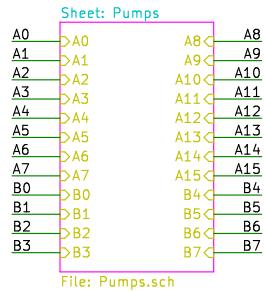 Sheet: Pumps
A0 A0 A8 A8
A1 A1 A9 A9
A2 A2 A10 A10
A3 A3 A11 A11
A4 A4 A12 A12
A5 A5 A13 A13
A6 A6 A14 A14
A7 A7 A15 A15
B0 B0 B4 B4
B1 B1 B5 B5
B2 B2 B6 B6
B3 B3 B7 B7
File: Pumps.sch